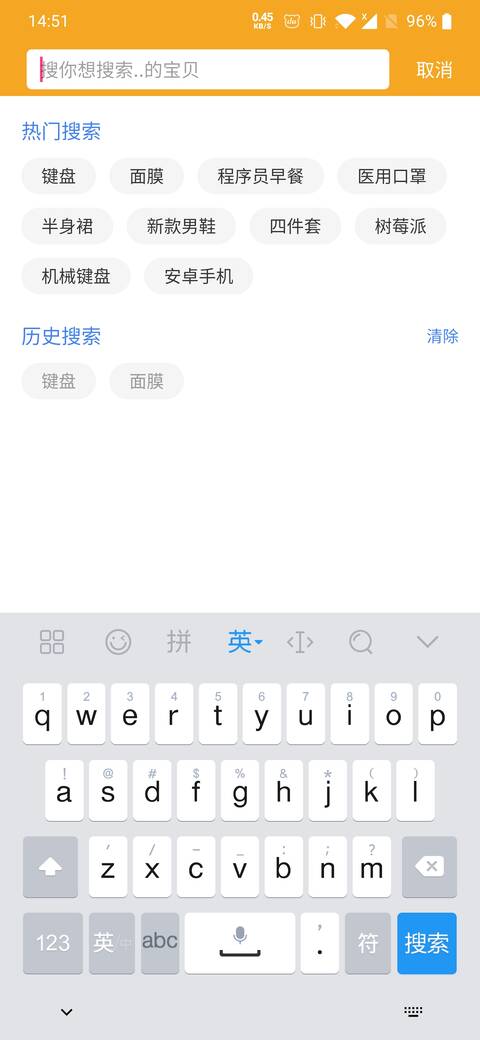 14:51 0.45 KB/S 96%
搜你想搜索..的宝贝 取消
热门搜索
键盘 面膜 程序员早餐 医用口罩
半身裙 新款男鞋 四件套 树莓派
机械键盘 安卓手机
历史搜索 清除
键盘 面膜
拼 英
1 2 3 4 5 6 7 8 9 0
q w e r t y u i o p
! @ # $ % & * ( )
a s d f g h j k l
′ / – _ : ; ?
z x c v b n m
123 英 中 abc , . 符 搜索